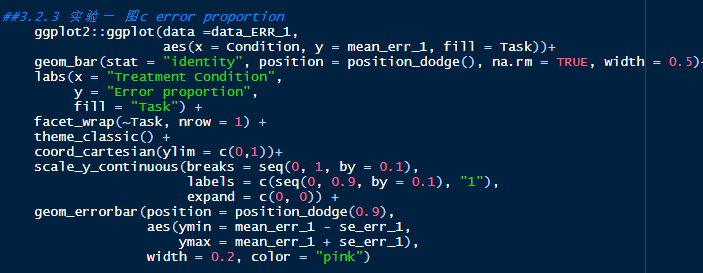 ##3.2.3 实验一 图c error proportion
ggplot2::ggplot(data =data_ERR_1,
aes(x = Condition, y = mean_err_1, fill = Task))+
geom_bar(stat = "identity", position = position_dodge(), na.rm = TRUE, width = 0.5)+
labs(x = "Treatment Condition",
y = "Error proportion",
fill = "Task") +
facet_wrap(~Task, nrow = 1) +
theme_classic() +
coord_cartesian(ylim = c(0,1))+
scale_y_continuous(breaks = seq(0, 1, by = 0.1),
labels = c(seq(0, 0.9, by = 0.1), "1"),
expand = c(0, 0)) +
geom_errorbar(position = position_dodge(0.9),
aes(ymin = mean_err_1 - se_err_1,
ymax = mean_err_1 + se_err_1),
width = 0.2, color = "pink")